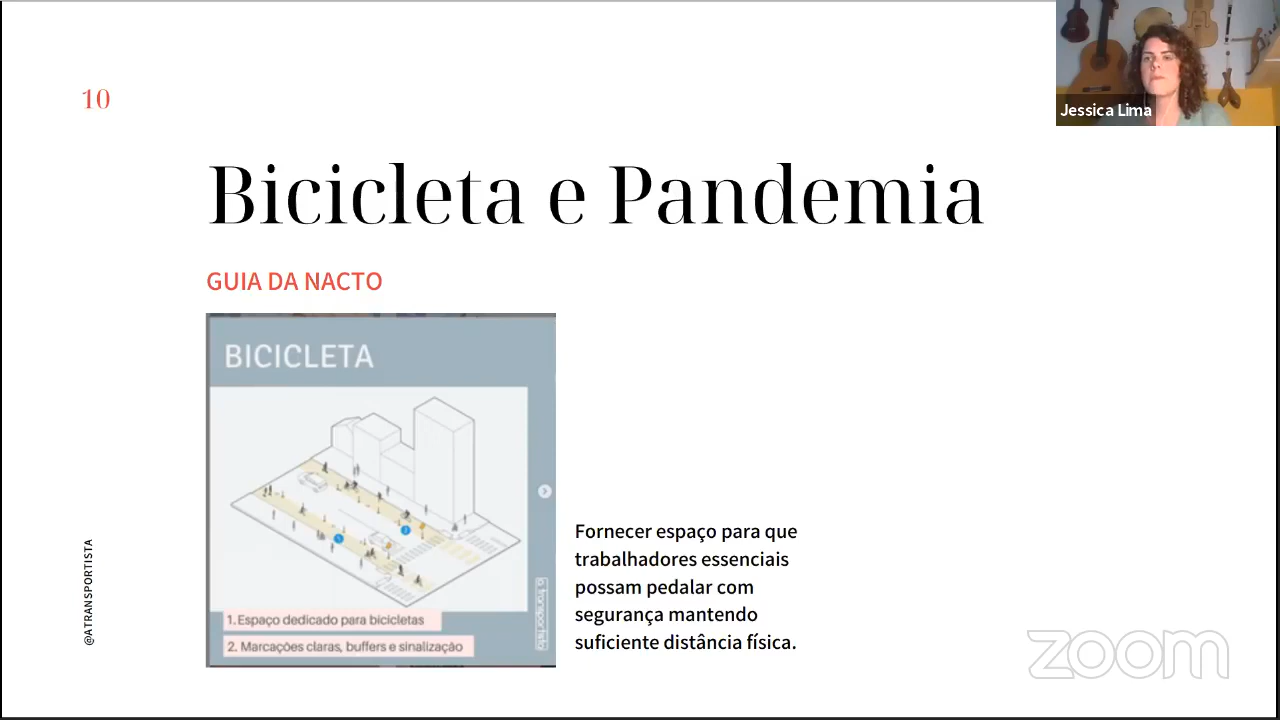 10
Jessica Lima
Bicicleta e Pandemia
GUIA DA NACTO
BICICLETA
1. Espaço dedicado para bicicletas
2. Marcações claras, buffers e sinalização
a transportista
Fornecer espaço para que
trabalhadores essenciais
possam pedalar com
segurança mantendo
suficiente distância física.
@ATRANSPORTISTA
zoom